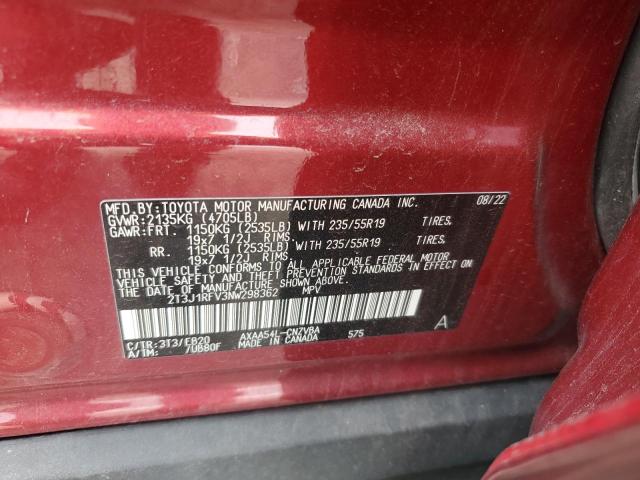 MFD.BY:TOYOTA MOTOR MANUFACTURING CANADA INC. 08/22
GVWR:2135KG (4705LB)
GAWR:FRT. 1150KG (2535LB) WITH 235/55R19 TIRES.
19x7 1/2J RIMS.
RR. 1150KG (2535LB) WITH 235/55R19 TIRES.
19x7 1/2J RIMS.
THIS VEHICLE CONFORMS TO ALL APPLICABLE FEDERAL MOTOR
VEHICLE SAFETY AND THEFT PREVENTION STANDARDS IN EFFECT ON
THE DATE OF MANUFACTURE SHOWN ABOVE.
2T3J1RFV3NW298362 MPV
C/TR:3T3/FB20 AXAA54L-CNZVBA 575 A
A/TM: /UB80F MADE IN CANADA